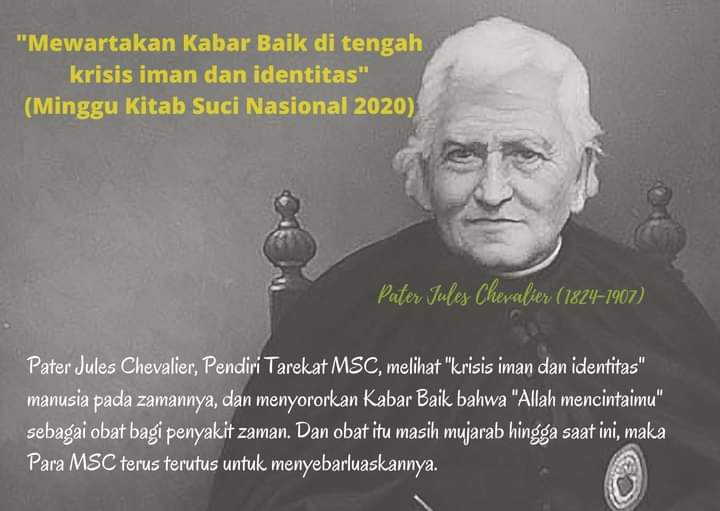 "Mewartakan Kabar Baik di tengah
krisis iman dan identitas"
(Minggu Kitab Suci Nasional 2020)
Pater Jules Chevalier (1824-1907)
Pater Jules Chevalier, Pendiri Tarekat MSC, melihat "krisis iman dan identitas"
manusia pada zamannya, dan menyororkan Kabar Baik bahwa "Allah mencintaimu"
sebagai obat bagi penyakit zaman. Dan obat itu masih mujarab hingga saat ini, maka
Para MSC terus terutus untuk menyebarluaskannya.